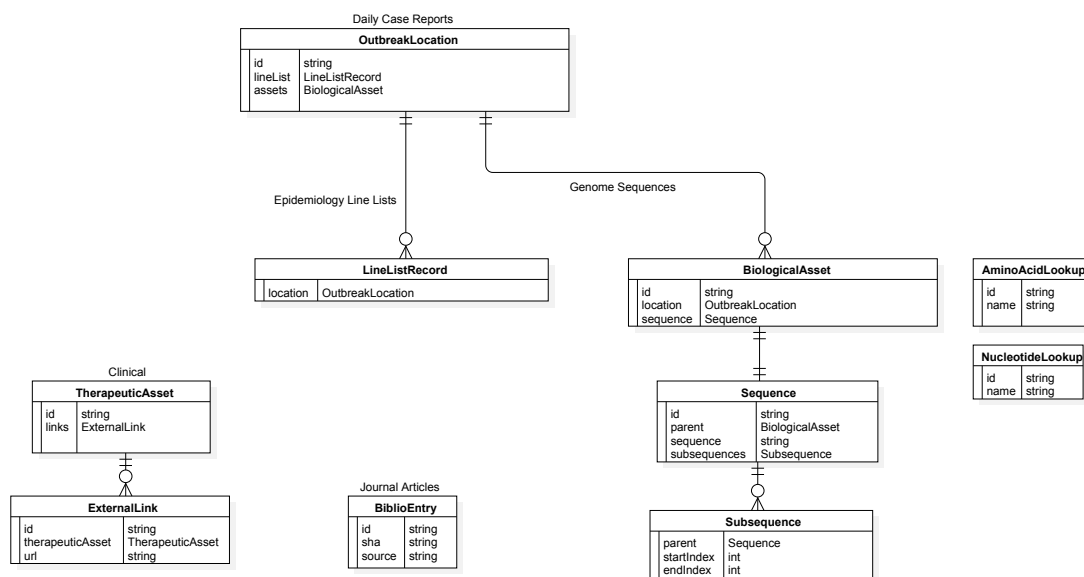 Daily Case Reports
OutbreakLocation
id string
lineList LineListRecord
assets BiologicalAsset
Genome Sequences
Epidemiology Line Lists
LineListRecord
location OutbreakLocation
BiologicalAsset
id string
location OutbreakLocation
sequence Sequence
AminoAcidLookup
id string
name string
NucleotideLookup
id string
name string
Clinical
TherapeuticAsset
id string
links ExternalLink
Sequence
id string
parent BiologicalAsset
sequence string
subsequences Subsequence
ExternalLink
id string
therapeuticAsset TherapeuticAsset
url string
Journal Articles
BiblioEntry
id string
sha string
source string
Subsequence
parent Sequence
startIndex int
endIndex int